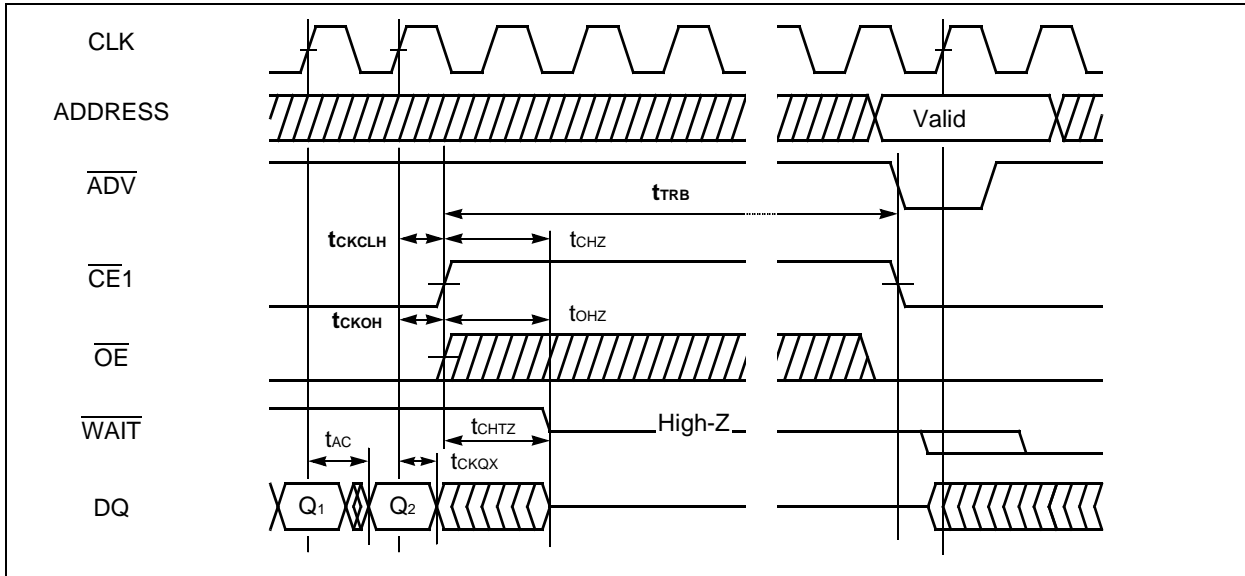 CLK
ADDRESS
Valid
ADV
tTRB
tCKCLH
tCHZ
CE1
tCKOH
tOHZ
OE
WAIT
High-Z
tCHTZ
tAC
tCKQX
DQ
Q1
Q2